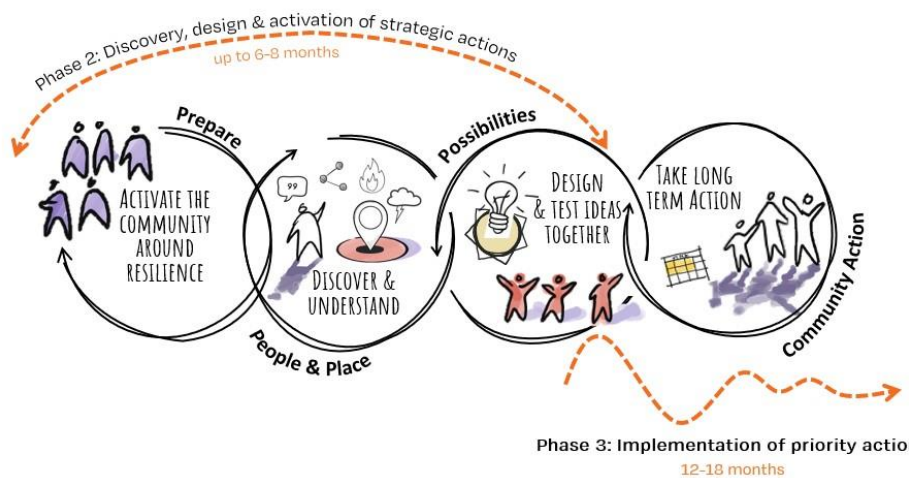 Phase 2: Discovery, design & activation of strategic actions
up to 6-8 months
Prepare
ACTIVATE THE
COMMUNITY
AROUND
RESILIENCE
99
DISCOVER &
UNDERSTAND
People & Place
Possibilities
DESIGN
& TEST IDEAS
TOGETHER
TAKE LONG
TERM ACTION
Community Action
Phase 3: Implementation of priority actio
12-18 months